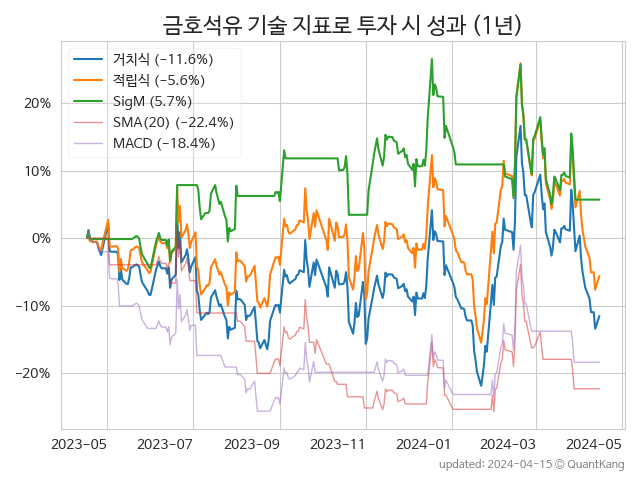 금호석유 기술 지표로 투자 시 성과 (1년)
거치식 (−11.6%)
적립식 (−5.6%)
SigM (5.7%)
SMA(20) (−22.4%)
MACD (−18.4%)
20%
10%
0%
−10%
−20%
2023-05 2023-07 2023-09 2023-11 2024-01 2024-03 2024-05
updated: 2024-04-15 © QuantKang